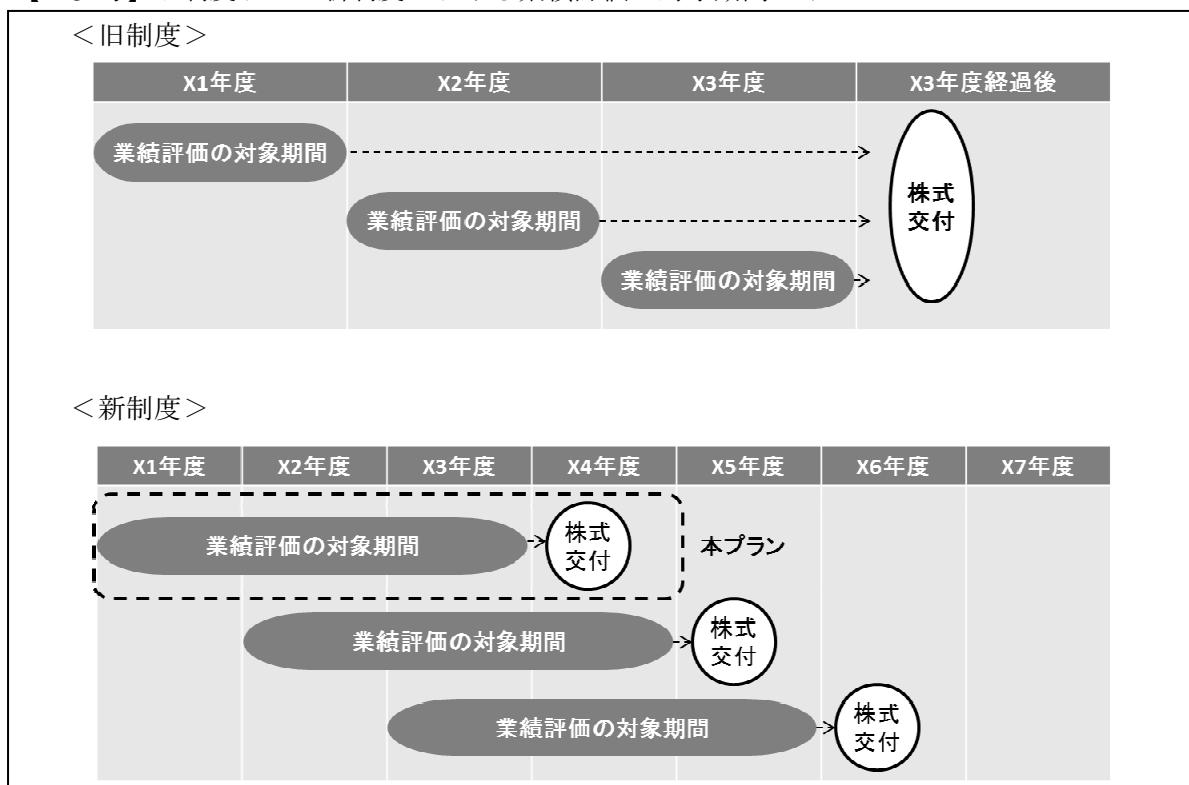 <旧制度>
X1年度 X2年度 X3年度 X3年度経過後
業績評価の対象期間
株式
交付
業績評価の対象期間
業績評価の対象期間
<新制度>
X1年度 X2年度 X3年度 X4年度 X5年度 X6年度 X7年度
業績評価の対象期間
株式
交付
本プラン
業績評価の対象期間
株式
交付
業績評価の対象期間
株式
交付